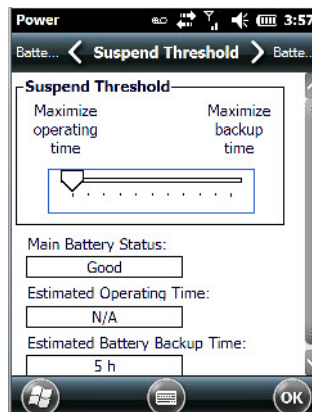 Power 3:57
Batte... Suspend Threshold Batte...
Suspend Threshold
Maximize operating time
Maximize backup time
Main Battery Status:
Good
Estimated Operating Time:
N/A
Estimated Battery Backup Time:
5 h
OK